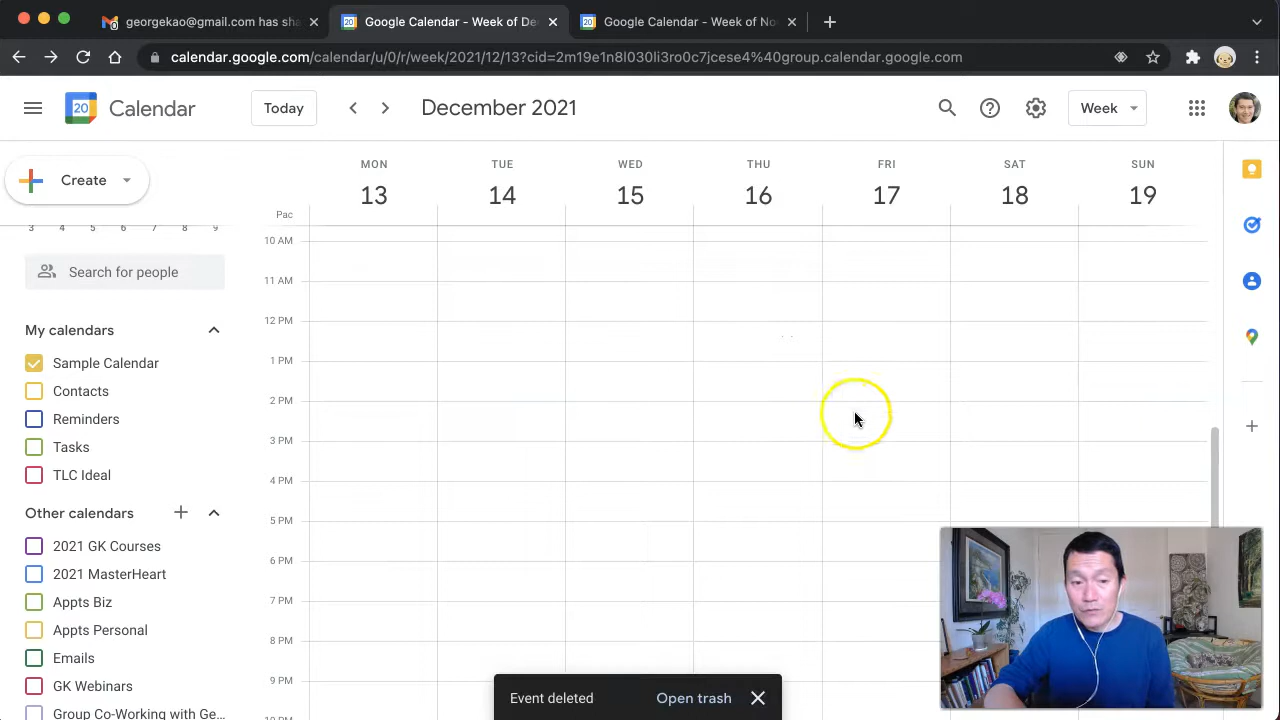 georgekao@gmail.com has sha
Google Calendar - Week of De
Google Calendar - Week of No
calendar.google.com/calendar/u/0/r/week/2021/12/13?cid=2m19e1n8l030li3ro0c7jcese4%40group.calendar.google.com
20
Calendar
Today
December 2021
Week
Create
MON
TUE
WED
THU
FRI
SAT
SUN
13
14
15
16
17
18
19
Pac
3 4 5 6 7 8 9
Search for people
My calendars
Sample Calendar
Contacts
Reminders
Tasks
TLC Ideal
Other calendars
2021 GK Courses
2021 MasterHeart
Appts Biz
Appts Personal
Emails
GK Webinars
Group Co-Working with Ge...
10 AM
11 AM
12 PM
1 PM
2 PM
3 PM
4 PM
5 PM
6 PM
7 PM
8 PM
9 PM
Event deleted
Open trash